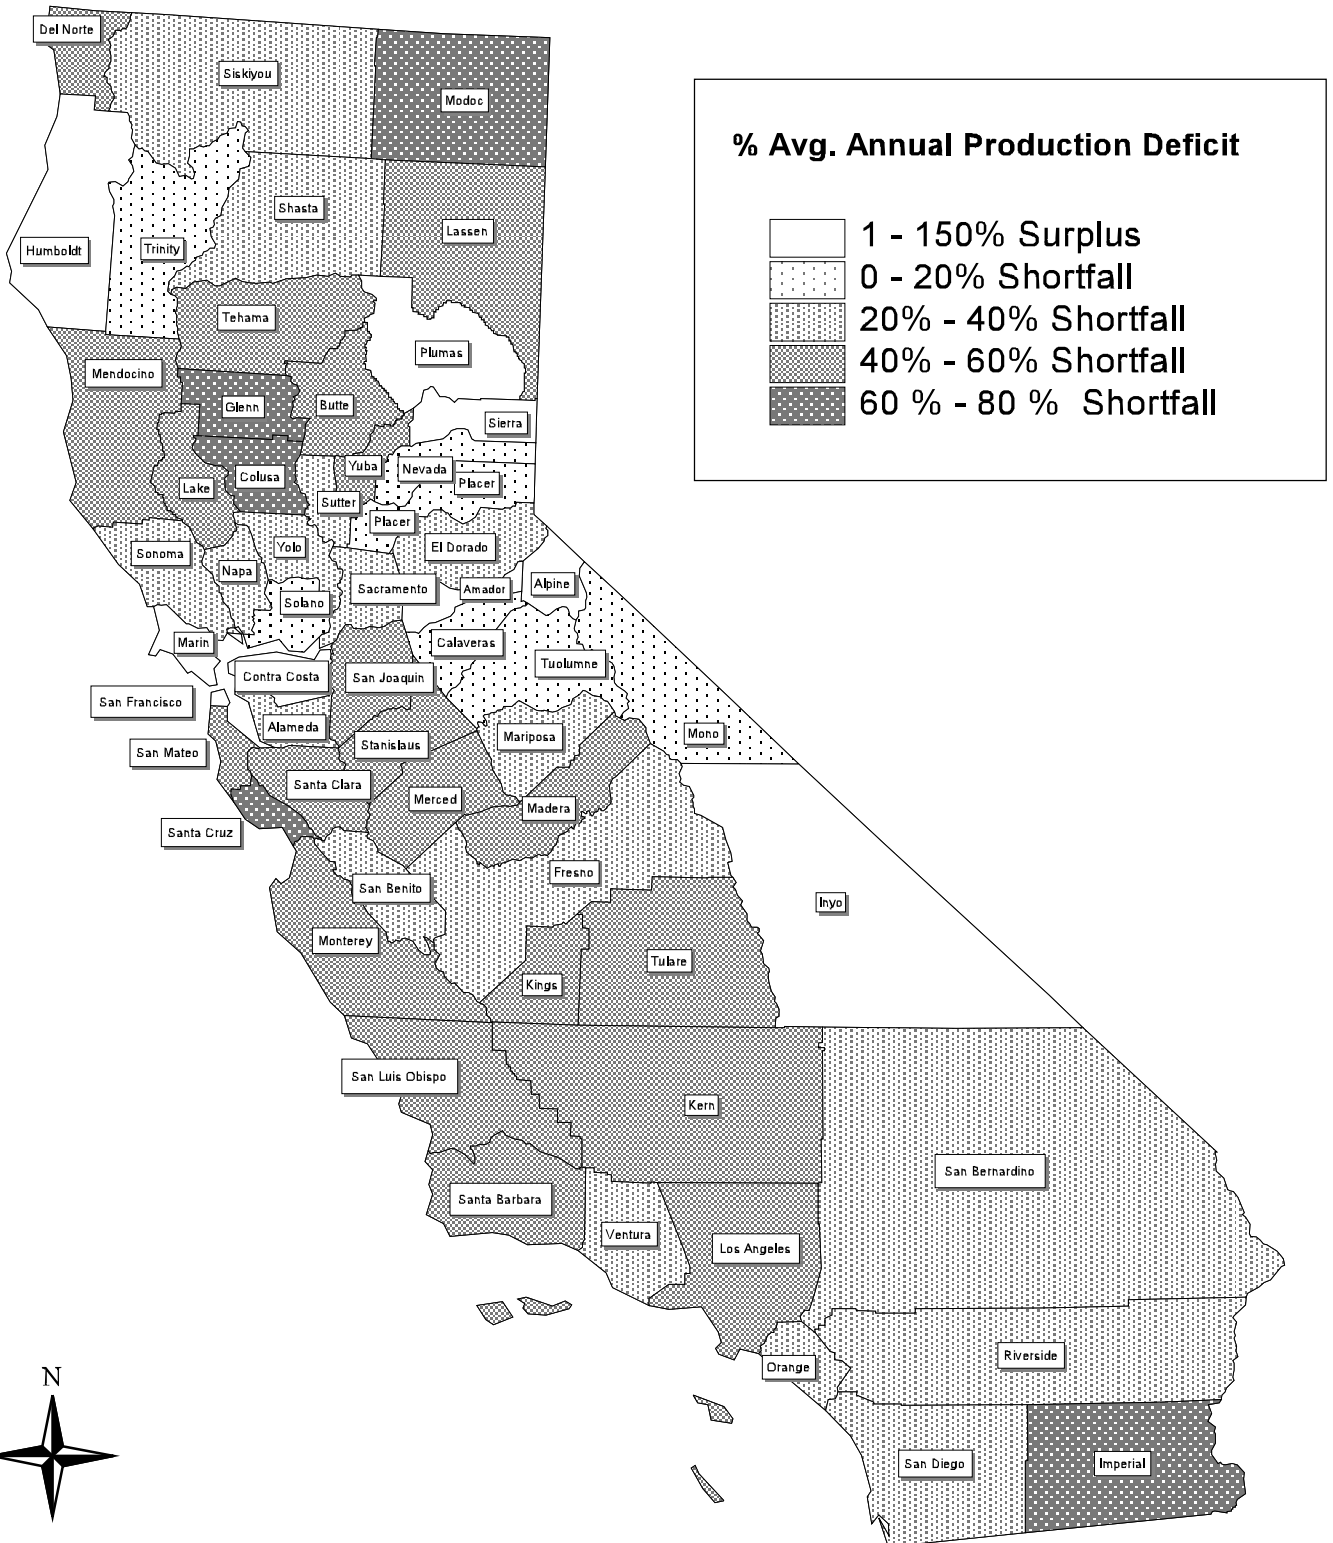 Del Norte
Siskiyou
Modoc
% Avg. Annual Production Deficit
1 - 150% Surplus
0 - 20% Shortfall
20% - 40% Shortfall
40% - 60% Shortfall
60 % - 80 % Shortfall
Shasta
Lassen
Humboldt
Trinity
Tehama
Plumas
Mendocino
Glenn
Butte
Sierra
Yuba
Nevada
Colusa
Lake
Placer
Sutter
Placer
Yolo
El Dorado
Sonoma
Napa
Alpine
Sacramento
Amador
Solano
Marin
Calaveras
Tuolumne
Contra Costa
San Joaquin
San Francisco
Alameda
Mariposa
Mono
Stanislaus
San Mateo
Santa Clara
Merced
Madera
Santa Cruz
Fresno
San Benito
Inyo
Monterey
Tulare
Kings
San Luis Obispo
Kern
San Bernardino
Santa Barbara
Ventura
Los Angeles
Riverside
Orange
N
San Diego
Imperial